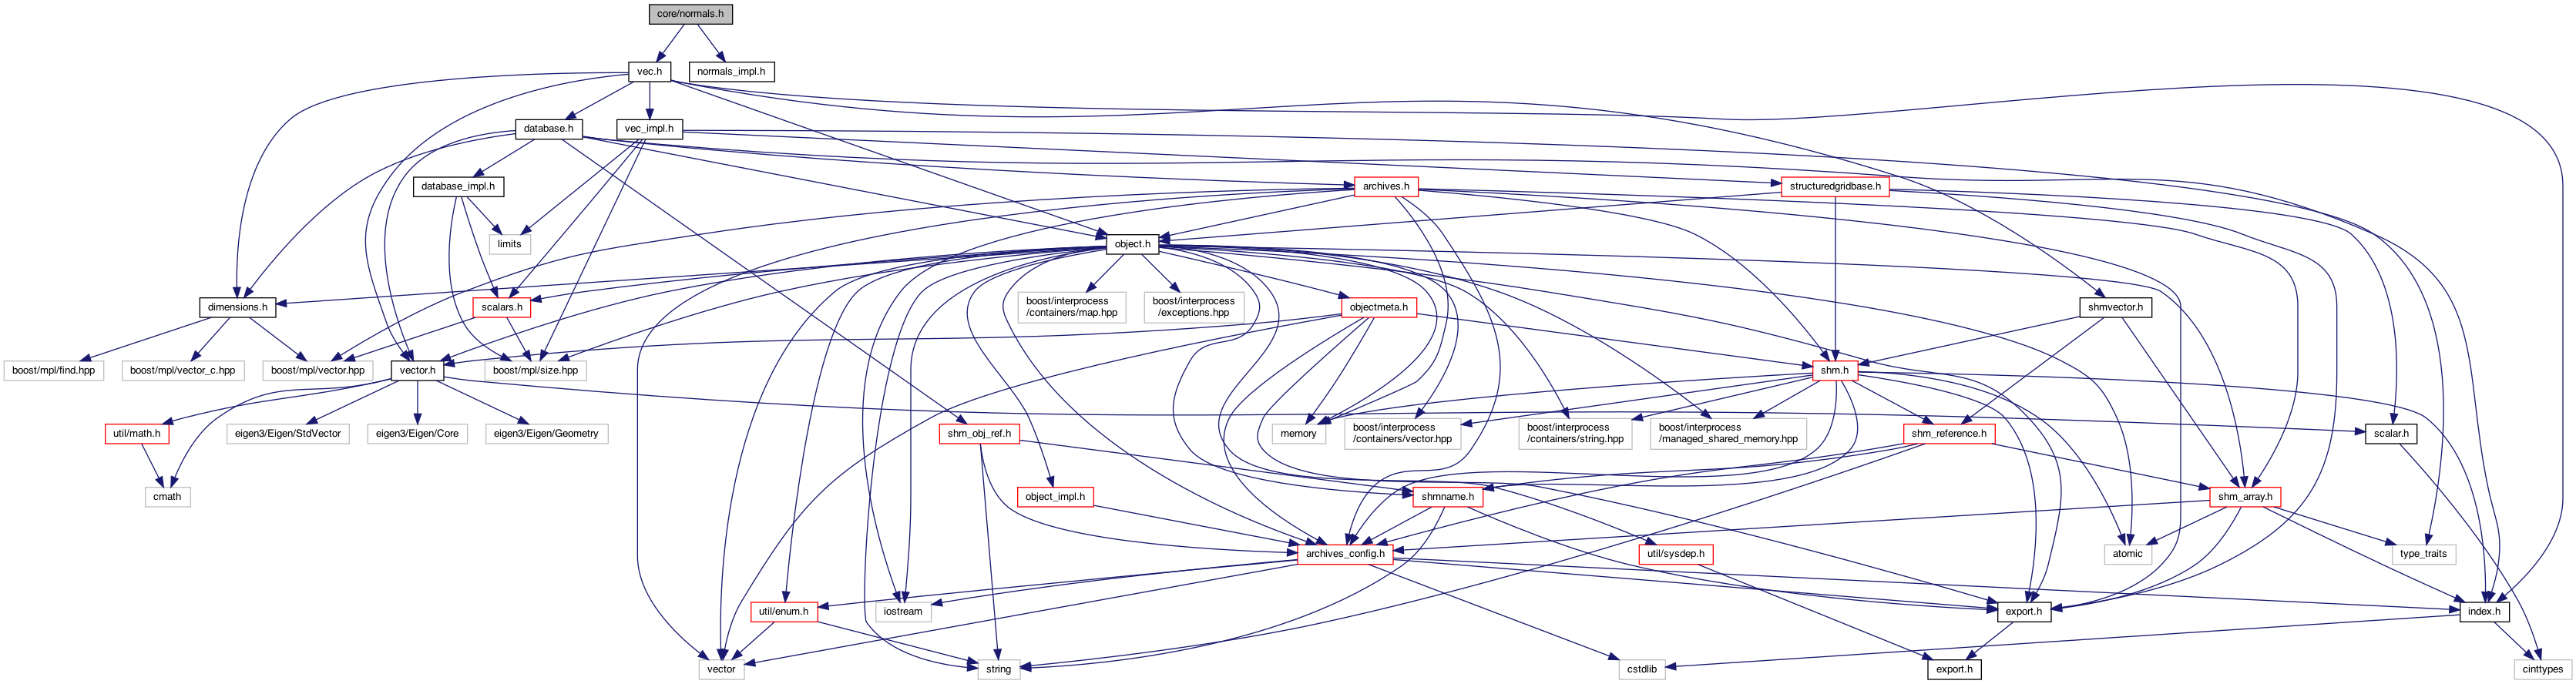 core/normals.h
vec.h
normals_impl.h
database.h
vec_impl.h
database_impl.h
archives.h
structuredgridbase.h
limits
object.h
dimensions.h
scalars.h
boost/interprocess
/containers/map.hpp
boost/interprocess
/exceptions.hpp
objectmeta.h
shmvector.h
boost/mpl/find.hpp
boost/mpl/vector_c.hpp
boost/mpl/vector.hpp
vector.h
boost/mpl/size.hpp
shm.h
util/math.h
eigen3/Eigen/StdVector
eigen3/Eigen/Core
eigen3/Eigen/Geometry
shm_obj_ref.h
memory
boost/interprocess
/containers/vector.hpp
boost/interprocess
/containers/string.hpp
boost/interprocess
/managed_shared_memory.hpp
shm_reference.h
scalar.h
cmath
object_impl.h
shmname.h
shm_array.h
archives_config.h
util/sysdep.h
atomic
type_traits
util/enum.h
iostream
export.h
index.h
vector
string
cstdlib
export.h
cinttypes